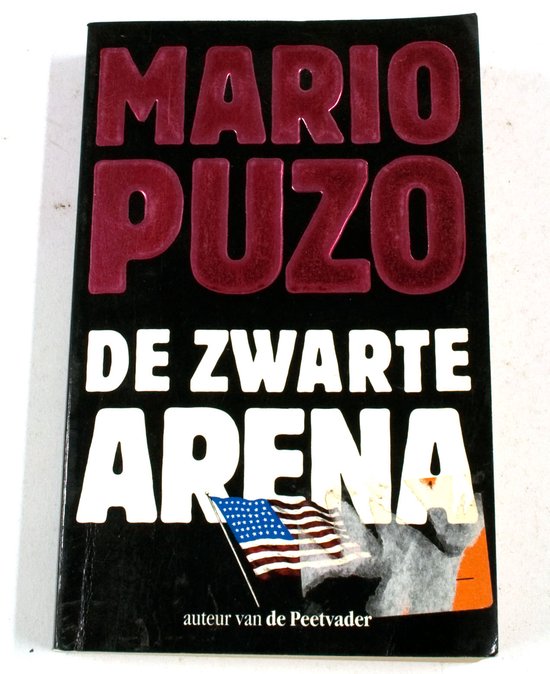 MARIO
PUZO
DE ZWARTE
ARENA
auteur van de Peetvader